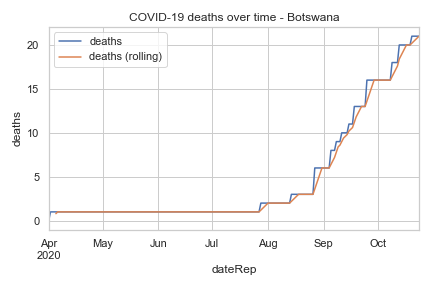 COVID-19 deaths over time - Botswana
deaths
deaths (rolling)
deaths
20
15
10
5
0
Apr May Jun Jul Aug Sep Oct
2020
dateRep